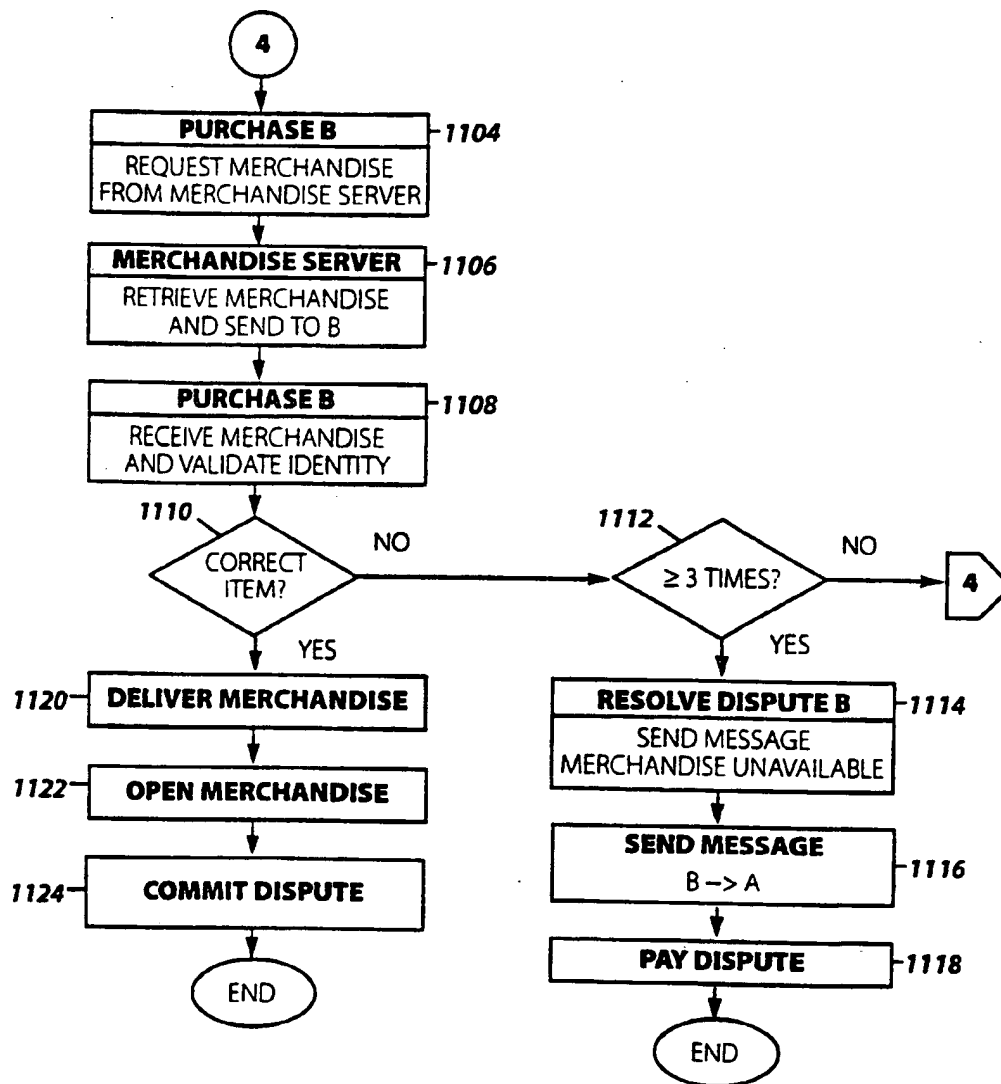 4
PURCHASE B
1104
REQUEST MERCHANDISE
FROM MERCHANDISE SERVER
MERCHANDISE SERVER
1106
RETRIEVE MERCHANDISE
AND SEND TO B
PURCHASE B
1108
RECEIVE MERCHANDISE
AND VALIDATE IDENTITY
1110
CORRECT
ITEM?
NO
1112
≥ 3 TIMES?
NO
4
YES
YES
1120
DELIVER MERCHANDISE
1122
OPEN MERCHANDISE
1124
COMMIT DISPUTE
END
RESOLVE DISPUTE B
1114
SEND MESSAGE
MERCHANDISE UNAVAILABLE
SEND MESSAGE
B –> A
1116
PAY DISPUTE
1118
END